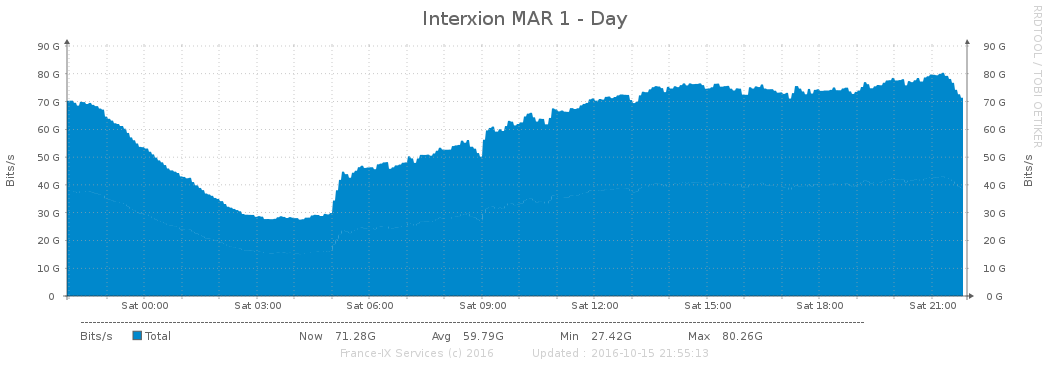 Interxion MAR 1 - Day
RRDTOOL / TOBI OETIKER
Bits/s
Bits/s
90 G 90 G
80 G 80 G
70 G 70 G
60 G 60 G
50 G 50 G
40 G 40 G
30 G 30 G
20 G 20 G
10 G 10 G
0 0 G
Sat 00:00 Sat 03:00 Sat 06:00 Sat 09:00 Sat 12:00 Sat 15:00 Sat 18:00 Sat 21:00
Bits/s Total Now 71.28G Avg 59.79G Min 27.42G Max 80.26G
France-IX Services (c) 2016 Updated : 2016-10-15 21:55:13